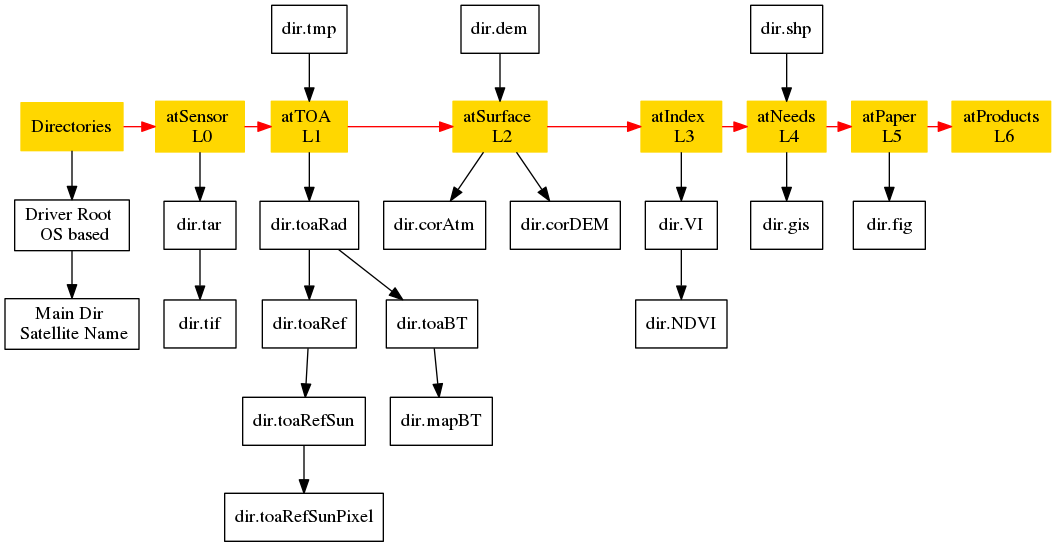 dir.tmp
dir.dem
dir.shp
Directories
atSensor
L0
atTOA
L1
atSurface
L2
atIndex
L3
atNeeds
L4
atPaper
L5
atProducts
L6
Driver Root
OS based
dir.tar
dir.toaRad
dir.corAtm
dir.corDEM
dir.VI
dir.gis
dir.fig
Main Dir
Satellite Name
dir.tif
dir.toaRef
dir.toaBT
dir.NDVI
dir.toaRefSun
dir.mapBT
dir.toaRefSunPixel